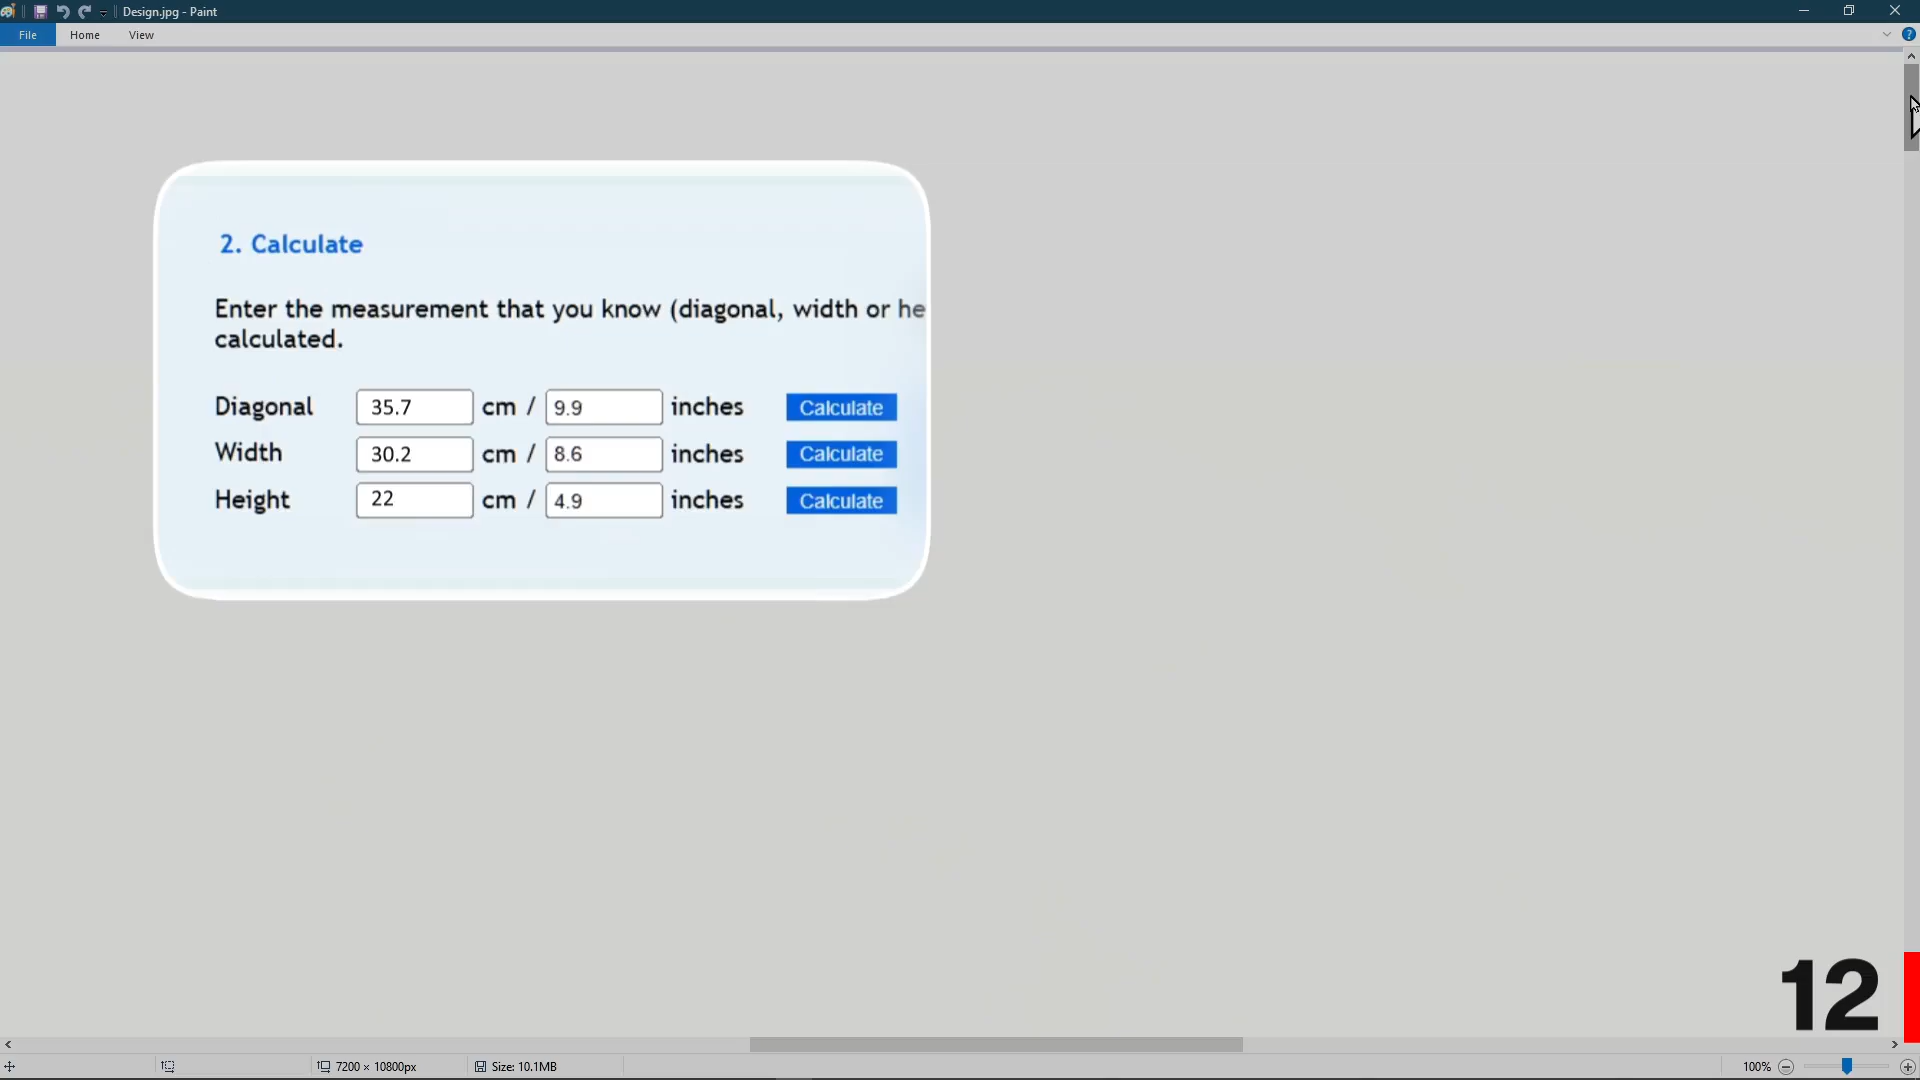 Design.jpg - Paint
File Home View
2. Calculate
Enter the measurement that you know (diagonal, width or he
calculated.
Diagonal 35.7 cm / 9.9 inches Calculate
Width 30.2 cm / 8.6 inches Calculate
Height 22 cm / 4.9 inches Calculate
12
7200 × 10800px Size: 10.1MB 100%